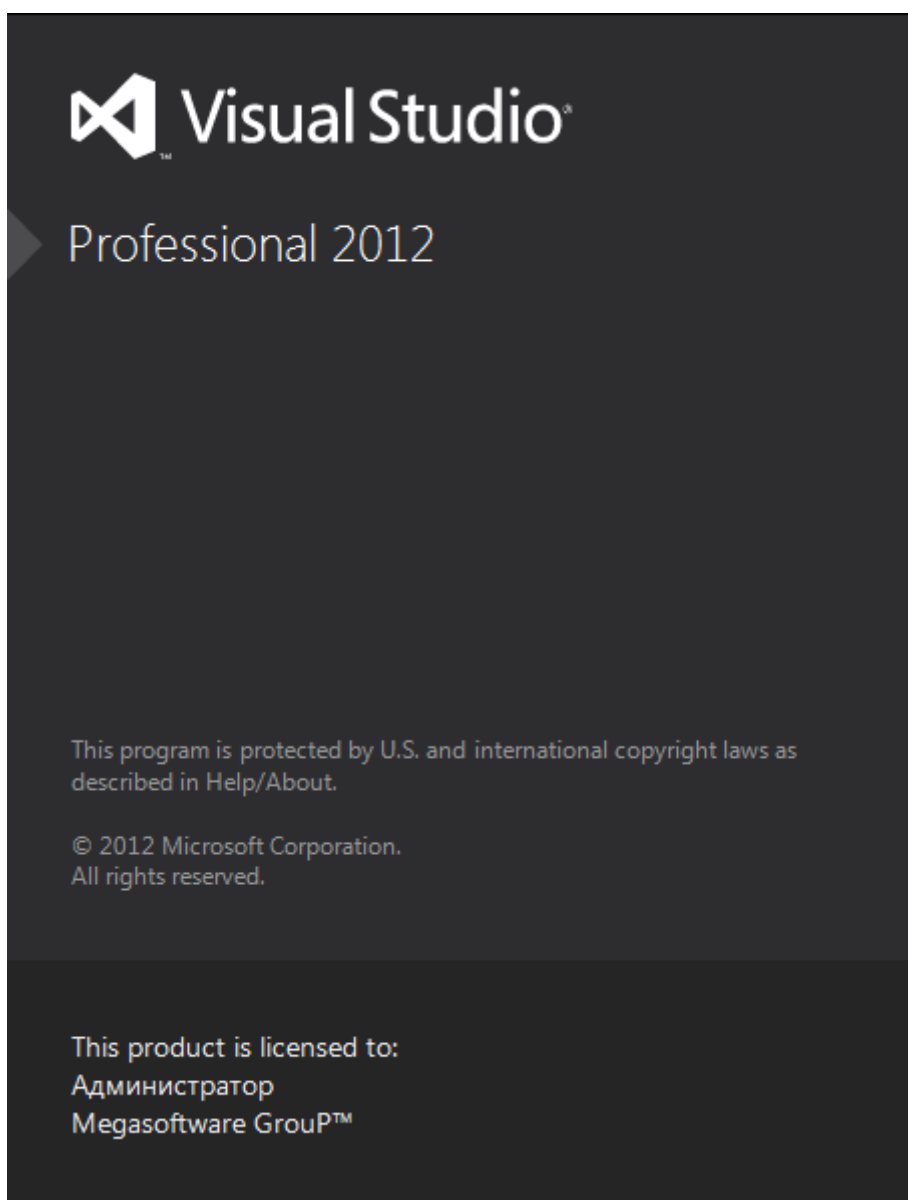 Visual Studio®
Professional 2012
This program is protected by U.S. and international copyright laws as
described in Help/About.
© 2012 Microsoft Corporation.
All rights reserved.
This product is licensed to:
Администратор
Megasoftware GrouP™